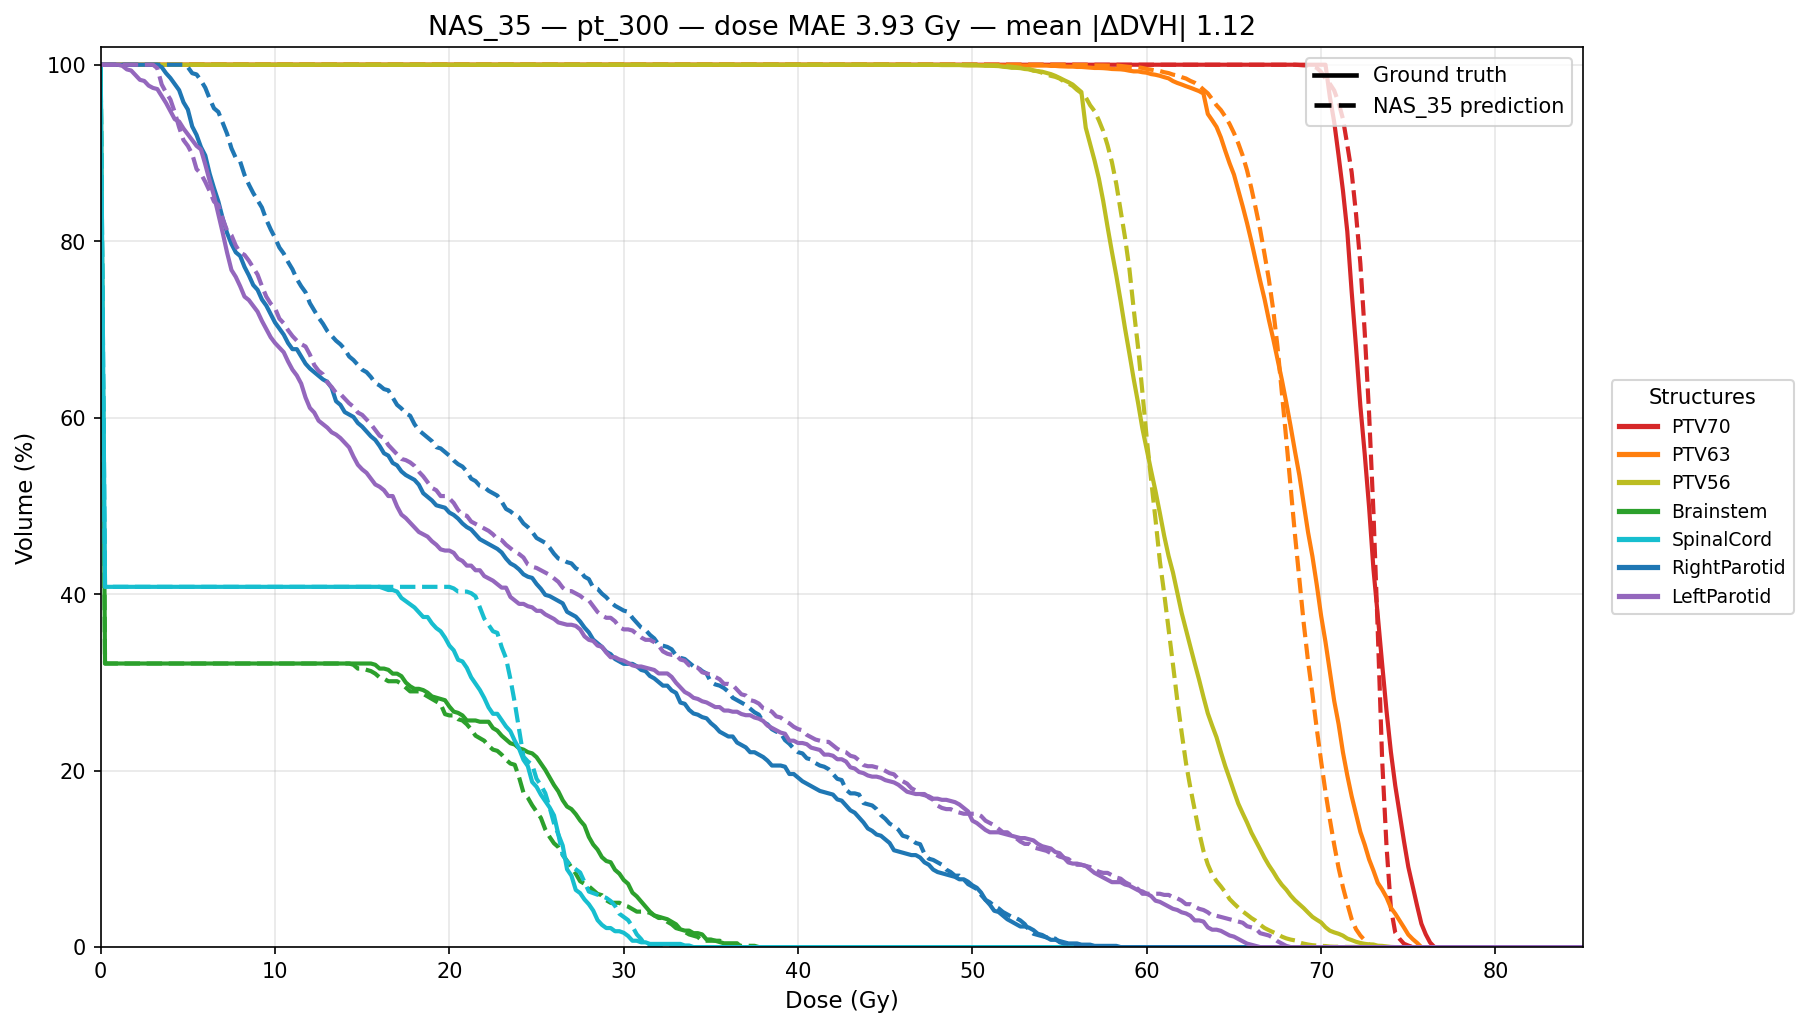 NAS_35 — pt_300 — dose MAE 3.93 Gy — mean |ΔDVH| 1.12
Ground truth
NAS_35 prediction
Volume (%)
100
80
60
40
20
0
0 10 20 30 40 50 60 70 80
Dose (Gy)
Structures
PTV70
PTV63
PTV56
Brainstem
SpinalCord
RightParotid
LeftParotid